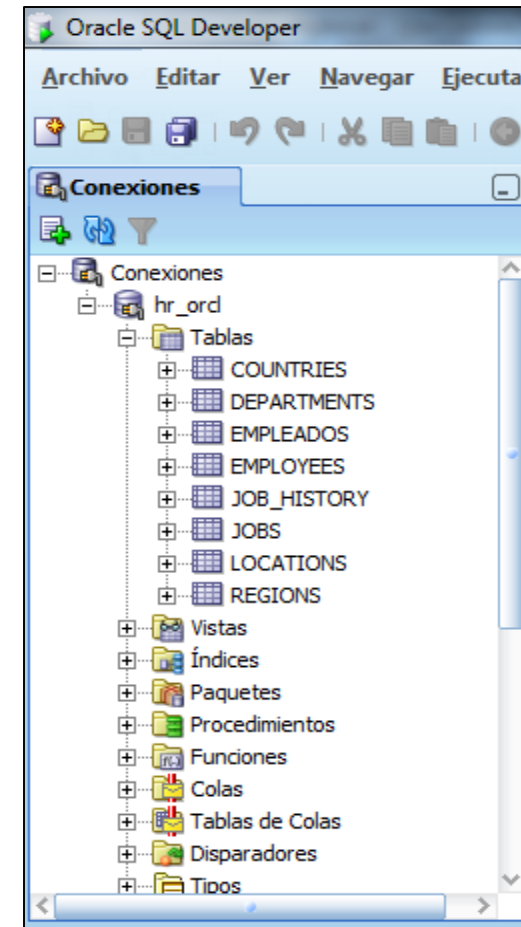 Oracle SQL Developer
Archivo Editar Ver Navegar Ejecuta
Conexiones
Conexiones
hr_orcl
Tablas
COUNTRIES
DEPARTMENTS
EMPLEADOS
EMPLOYEES
JOB_HISTORY
JOBS
LOCATIONS
REGIONS
Vistas
Índices
Paquetes
Procedimientos
Funciones
Colas
Tablas de Colas
Disparadores
Tipos